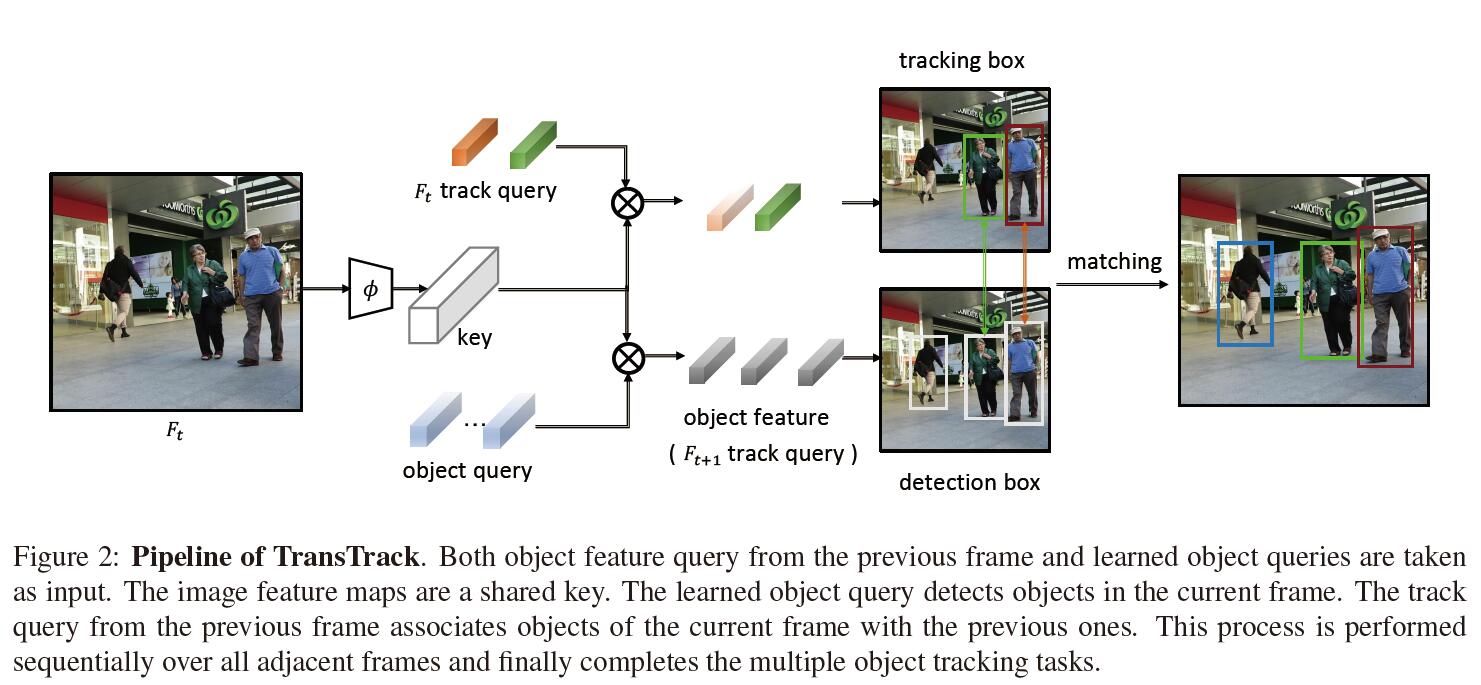 tracking box
F_t track query
matching
ϕ
key
F_t
object query
...
object feature
( F_{t+1} track query )
detection box
Figure 2: Pipeline of TransTrack. Both object feature query from the previous frame and learned object queries are taken
as input. The image feature maps are a shared key. The learned object query detects objects in the current frame. The track
query from the previous frame associates objects of the current frame with the previous ones. This process is performed
sequentially over all adjacent frames and finally completes the multiple object tracking tasks.